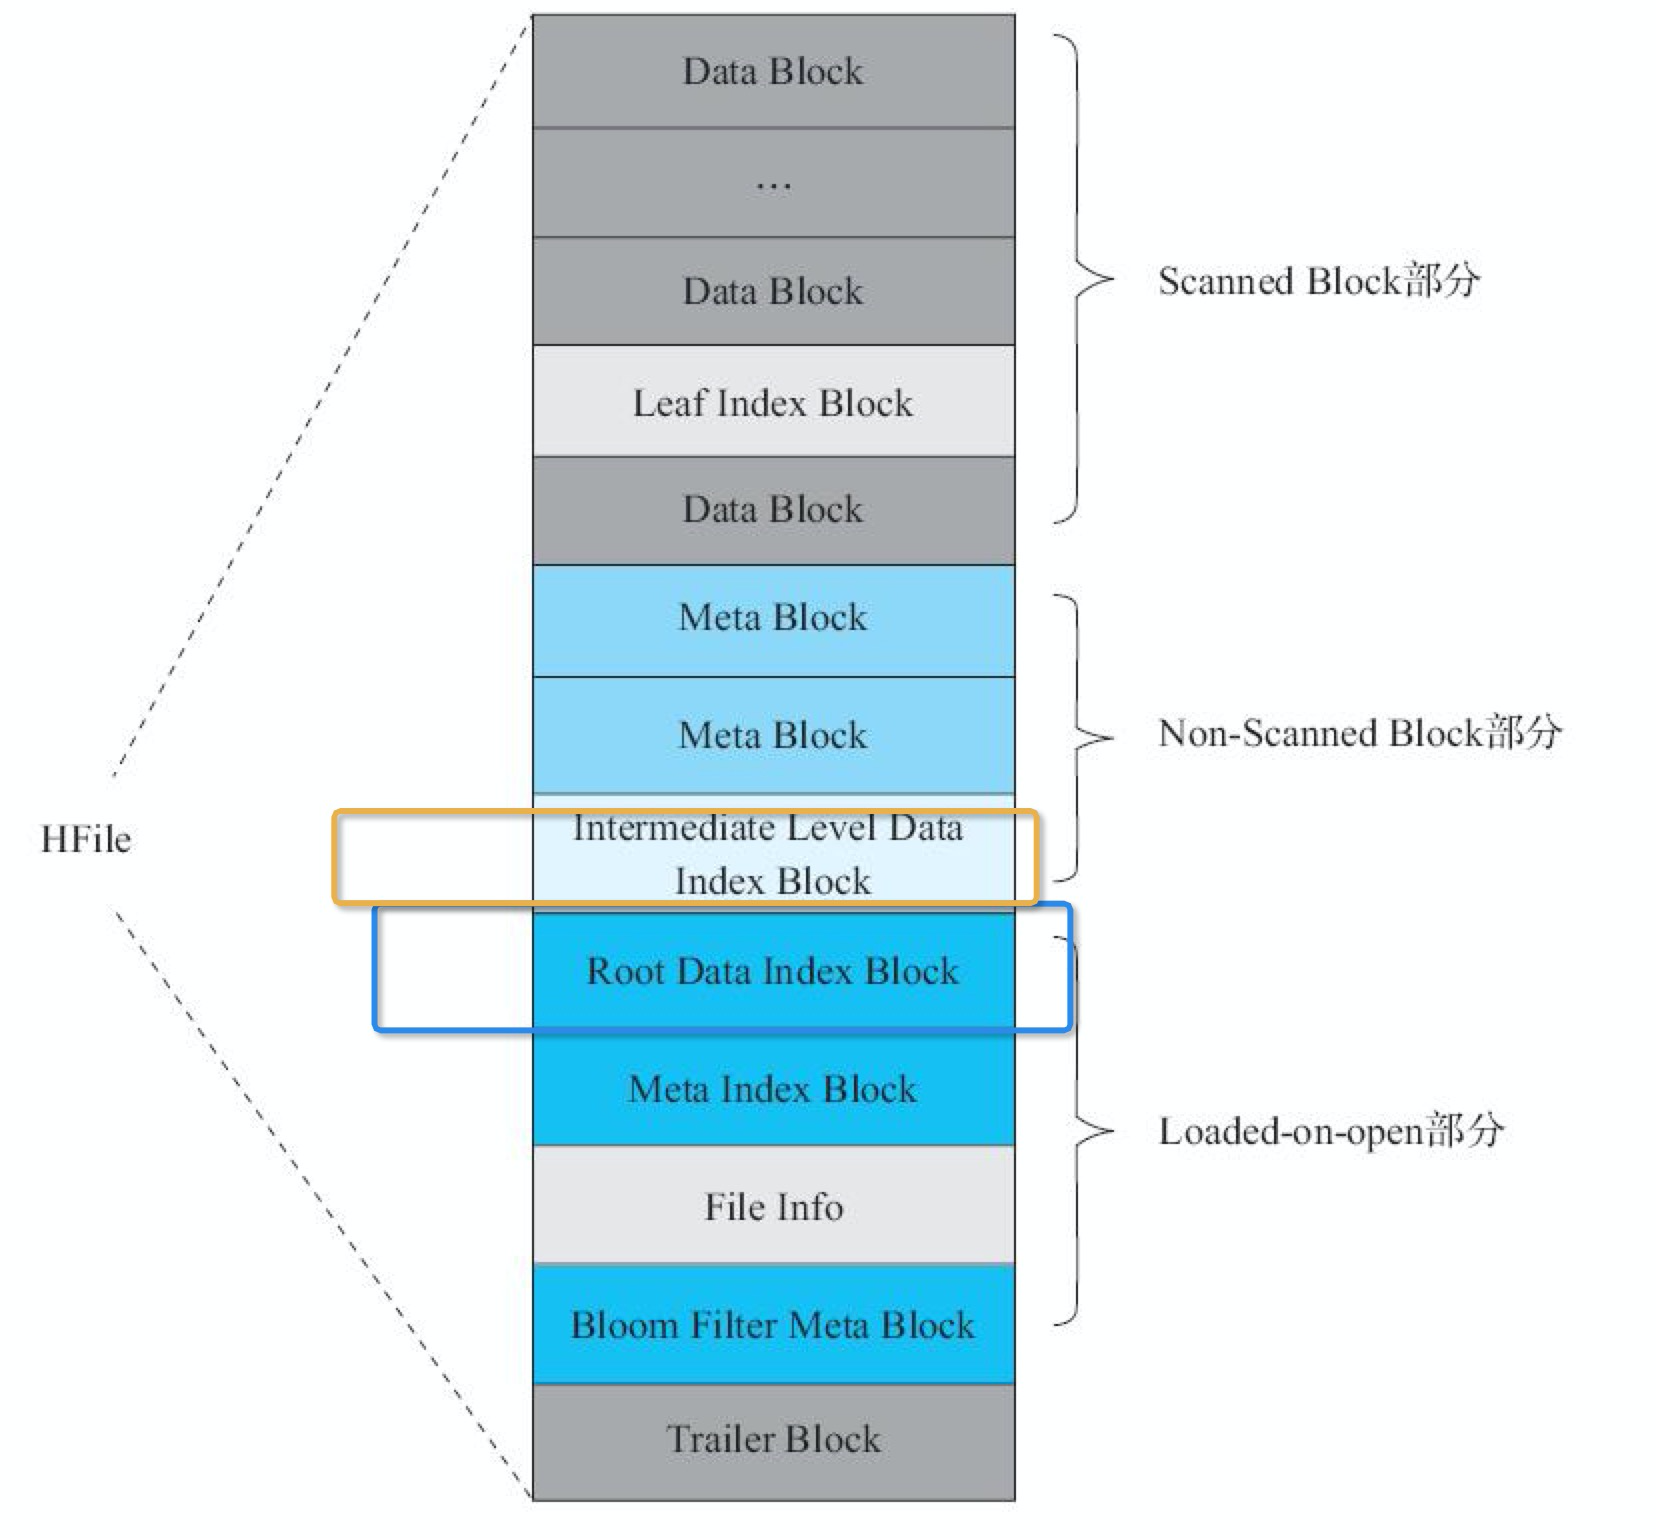 Data Block
...
Data Block
Scanned Block部分
Leaf Index Block
Data Block
Meta Block
Meta Block
Non-Scanned Block部分
Intermediate Level Data
Index Block
HFile
Root Data Index Block
Meta Index Block
Loaded-on-open部分
File Info
Bloom Filter Meta Block
Trailer Block